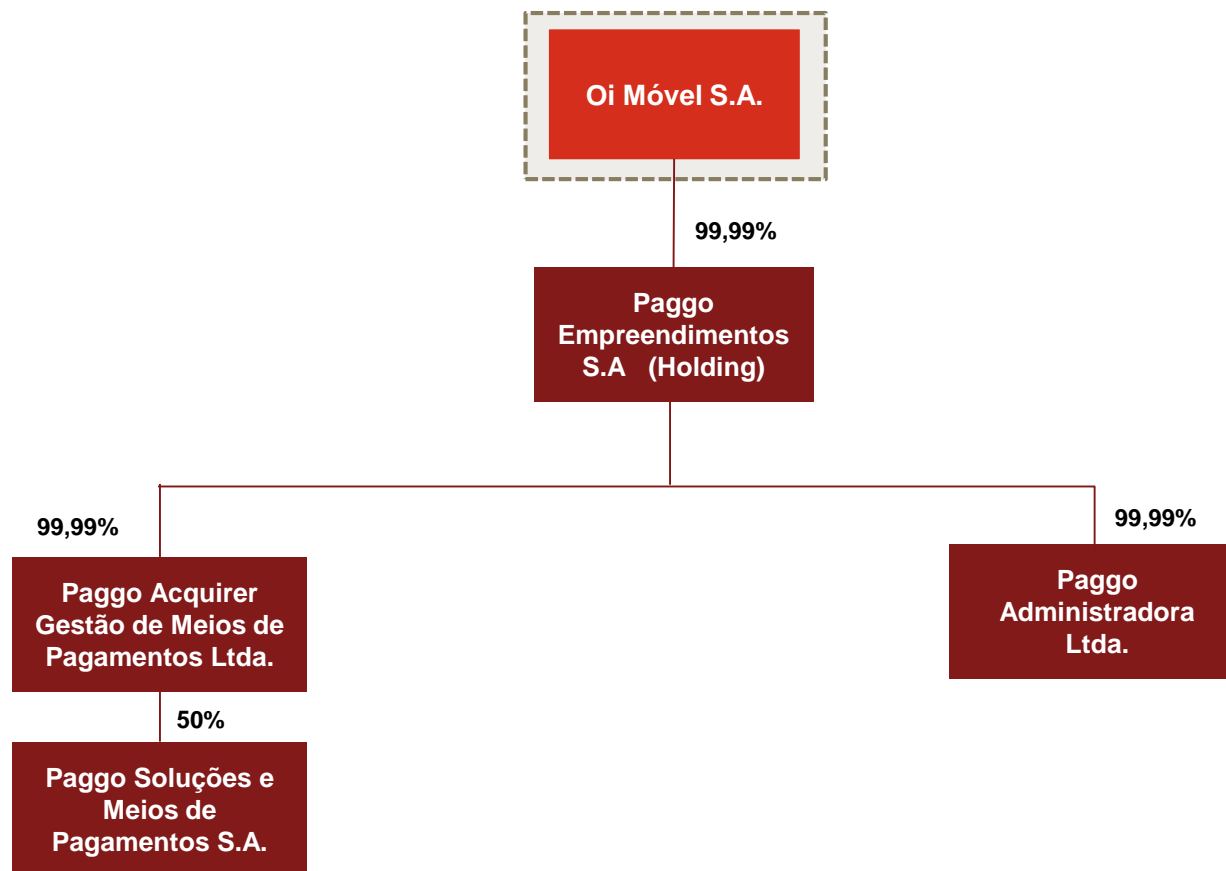 Oi Móvel S.A.
99,99%
Paggo
Empreendimentos
S.A (Holding)
99,99%
99,99%
Paggo Acquirer
Gestão de Meios de
Pagamentos Ltda.
Paggo
Administradora
Ltda.
50%
Paggo Soluções e
Meios de
Pagamentos S.A.